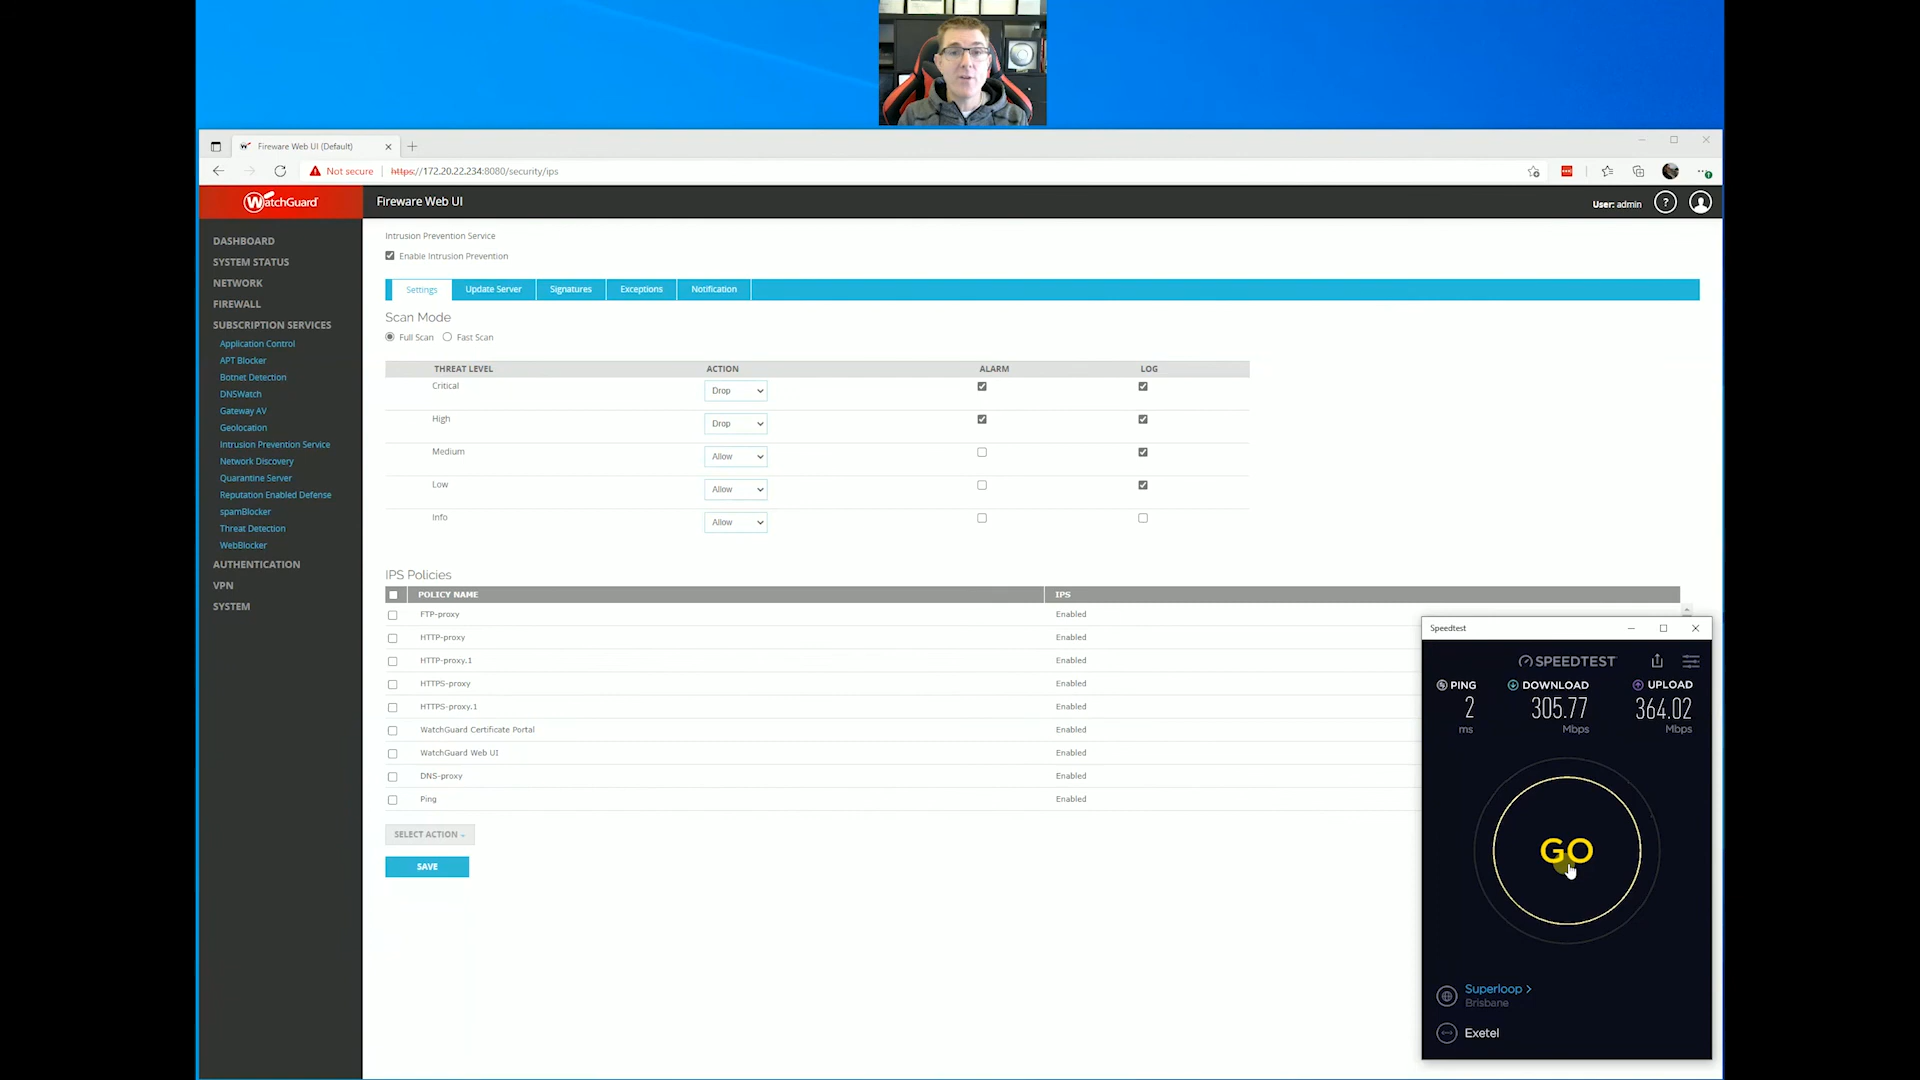 Fireware Web UI (Default)
Not secure
https://172.20.22.234:8080/security/ips
WatchGuard
Fireware Web UI
User: admin
?
DASHBOARD
SYSTEM STATUS
NETWORK
FIREWALL
SUBSCRIPTION SERVICES
Application Control
APT Blocker
Botnet Detection
DNSWatch
Gateway AV
Geolocation
Intrusion Prevention Service
Network Discovery
Quarantine Server
Reputation Enabled Defense
spamBlocker
Threat Detection
WebBlocker
AUTHENTICATION
VPN
SYSTEM
Intrusion Prevention Service
Enable Intrusion Prevention
Settings Update Server Signatures Exceptions Notification
Scan Mode
Full Scan Fast Scan
THREAT LEVEL ACTION ALARM LOG
Critical Drop
High Drop
Medium Allow
Low Allow
Info Allow
IPS Policies
POLICY NAME IPS
FTP-proxy Enabled
HTTP-proxy Enabled
HTTP-proxy.1 Enabled
HTTPS-proxy Enabled
HTTPS-proxy.1 Enabled
WatchGuard Certificate Portal Enabled
WatchGuard Web UI Enabled
DNS-proxy Enabled
Ping Enabled
SELECT ACTION
SAVE
Speedtest
SPEEDTEST
PING DOWNLOAD UPLOAD
2 305.77 364.02
ms Mbps Mbps
GO
Superloop >
Brisbane
Exetel